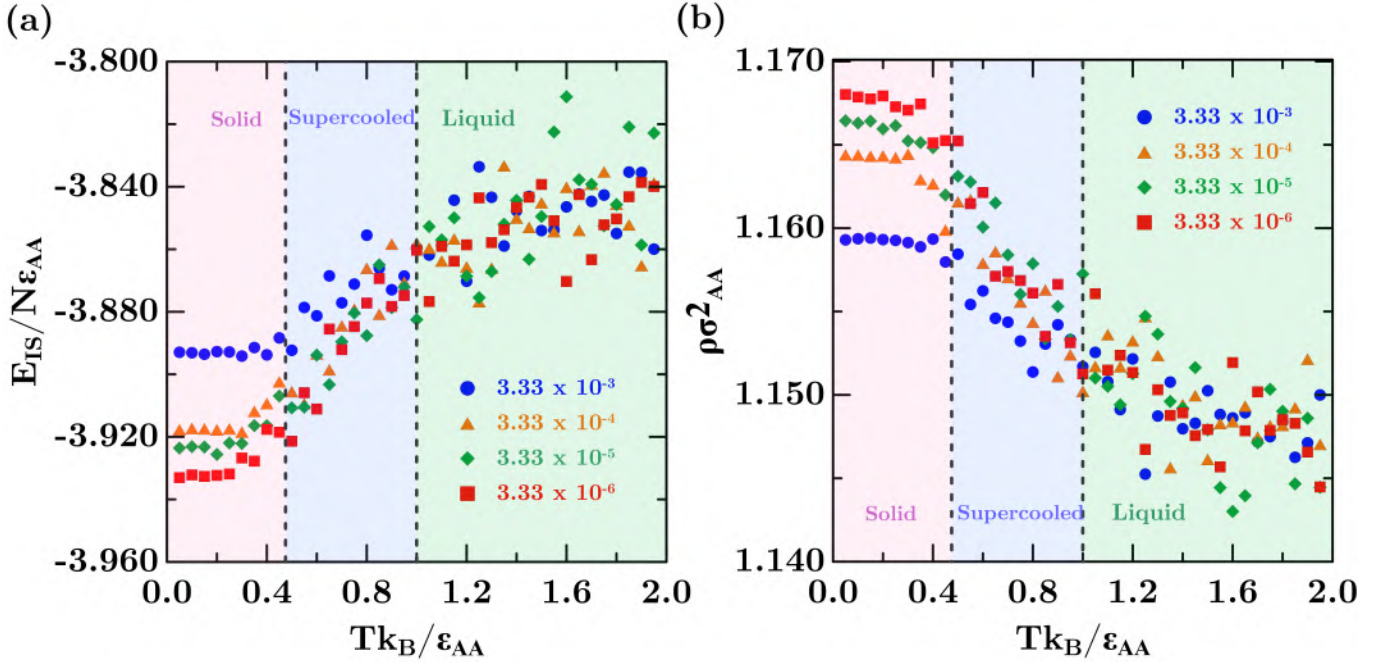 (a)
-3.800
-3.840
-3.880
-3.920
-3.960
E_IS/Nε_AA
Solid
Supercooled
Liquid
3.33 x 10⁻³
3.33 x 10⁻⁴
3.33 x 10⁻⁵
3.33 x 10⁻⁶
0.0 0.4 0.8 1.2 1.6 2.0
Tk_B/ε_AA
(b)
1.170
1.160
1.150
1.140
ρσ²_AA
3.33 x 10⁻³
3.33 x 10⁻⁴
3.33 x 10⁻⁵
3.33 x 10⁻⁶
Solid
Supercooled
Liquid
0.0 0.4 0.8 1.2 1.6 2.0
Tk_B/ε_AA